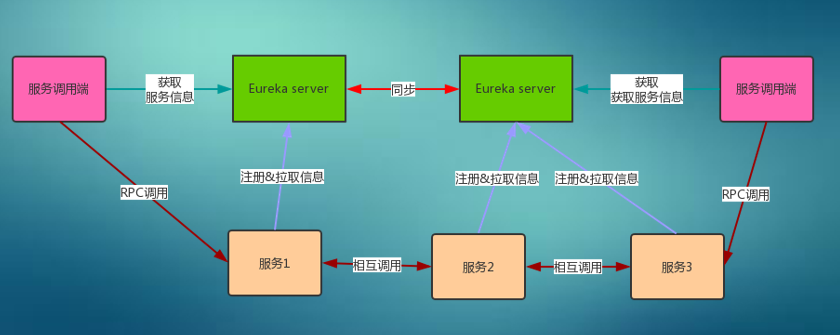 服务调用端
获取
服务信息
Eureka server
同步
Eureka server
获取
获取服务信息
服务调用端
RPC调用
注册&拉取信息
注册&拉取信息
注册&拉取信息
RPC调用
服务1
相互调用
服务2
相互调用
服务3